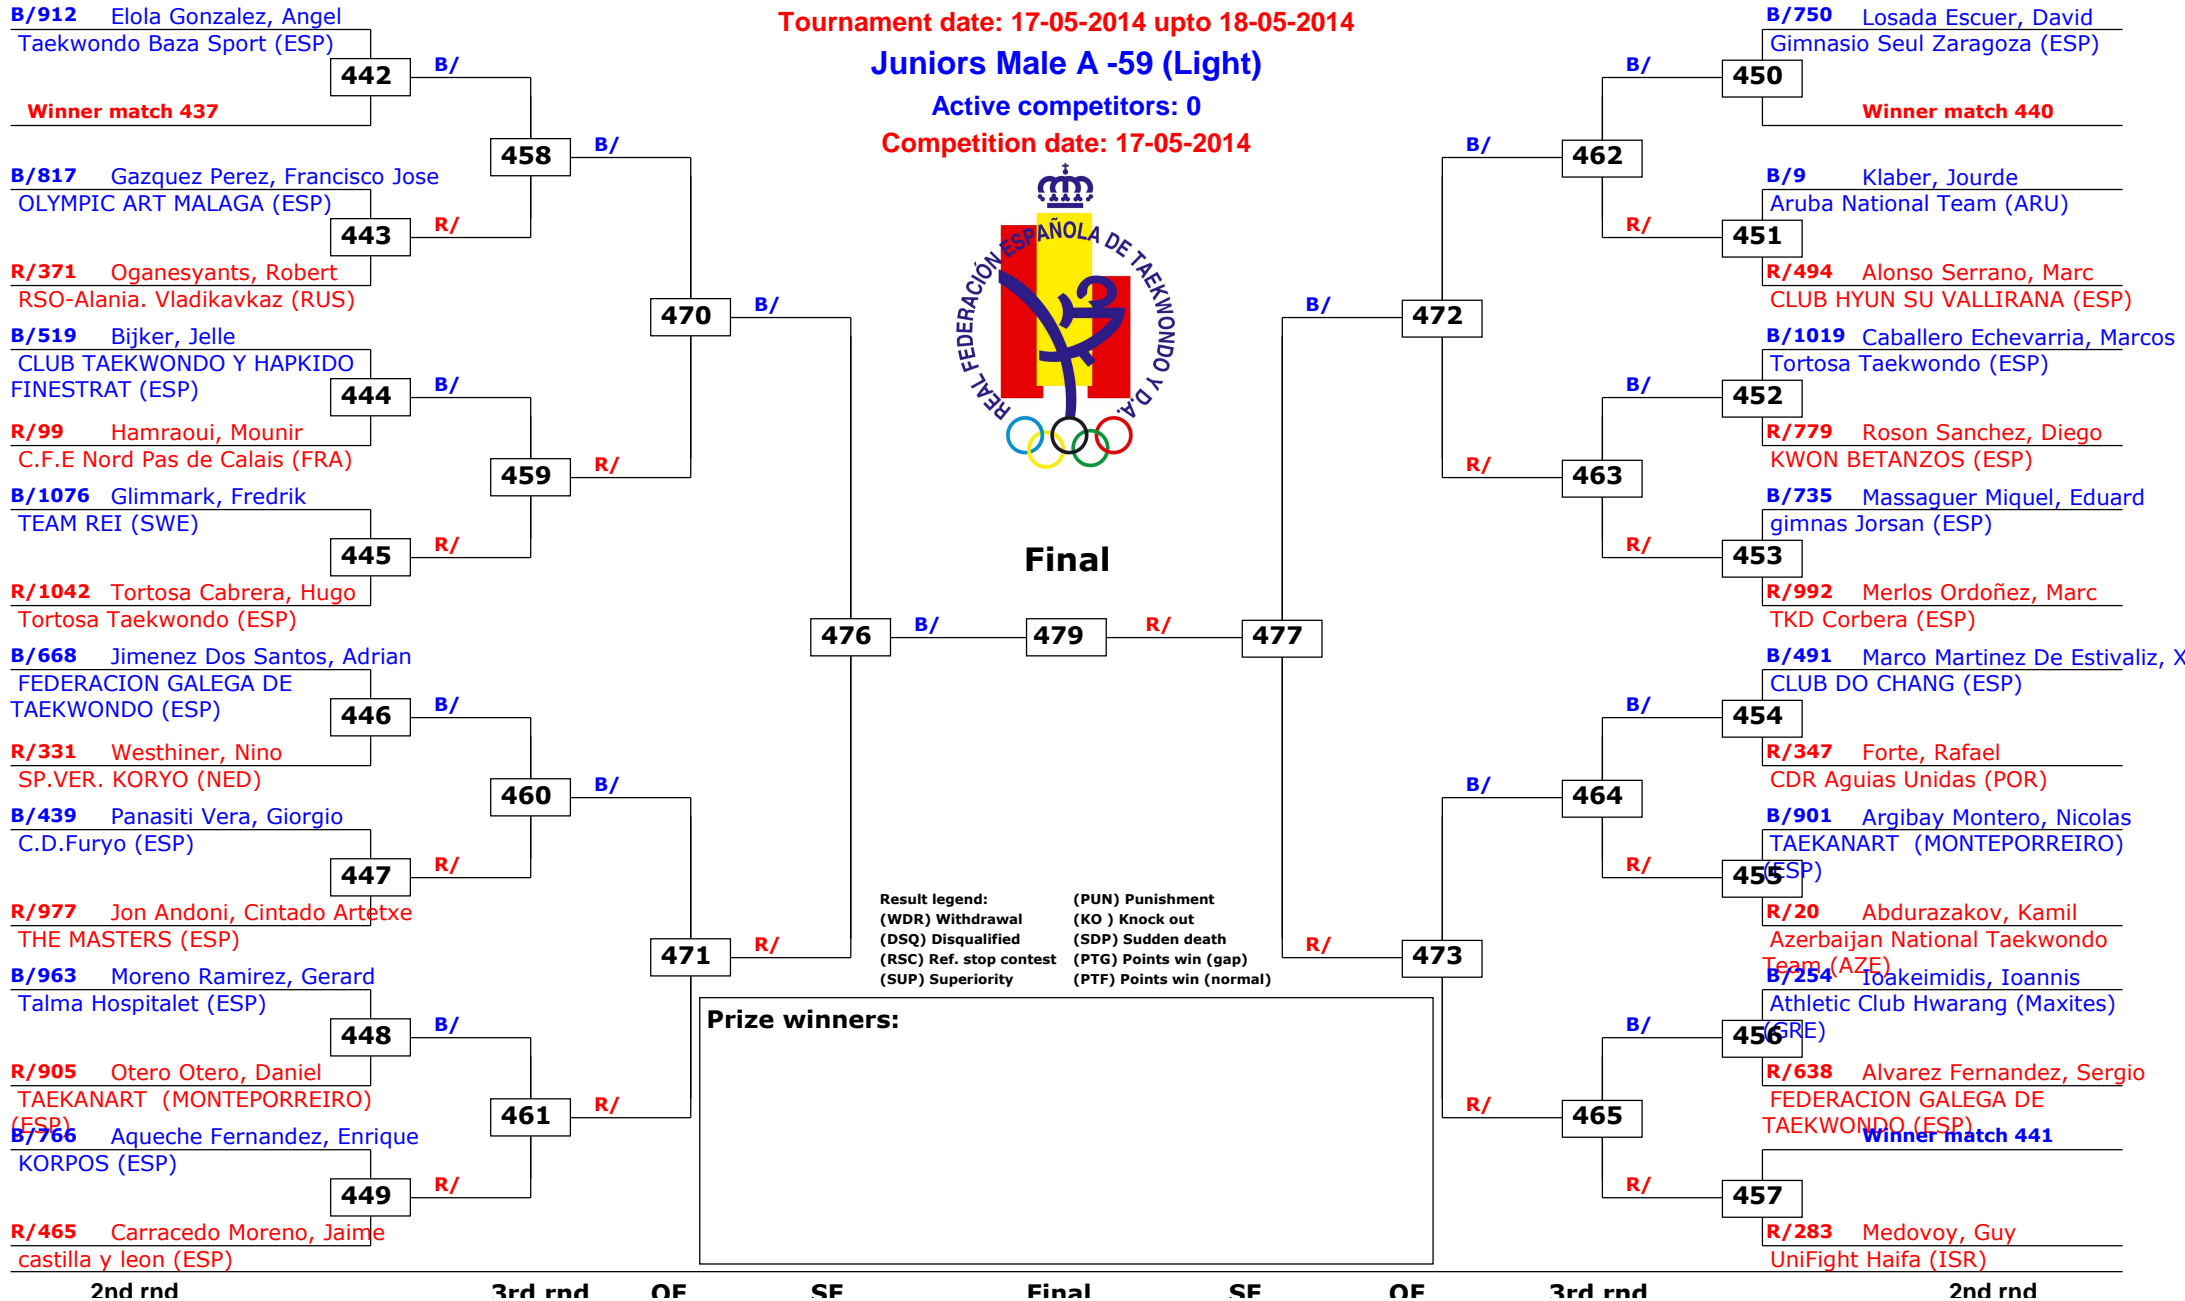 Tournament date: 17-05-2014 upto 18-05-2014
Juniors Male A -59 (Light)
Active competitors: 0
Competition date: 17-05-2014
REAL FEDERACIÓN ESPAÑOLA DE TAEKWONDO Y D.A.
B/912 Elola Gonzalez, Angel
Taekwondo Baza Sport (ESP)
442 B/
Winner match 437
458 B/
B/817 Gazquez Perez, Francisco Jose
OLYMPIC ART MALAGA (ESP)
443 R/
R/371 Oganesyants, Robert
RSO-Alania. Vladikavkaz (RUS)
470 B/
B/519 Bijker, Jelle
CLUB TAEKWONDO Y HAPKIDO
FINESTRAT (ESP)
444 B/
R/99 Hamraoui, Mounir
C.F.E Nord Pas de Calais (FRA)
459 R/
B/1076 Glimmark, Fredrik
TEAM REI (SWE)
445 R/
R/1042 Tortosa Cabrera, Hugo
Tortosa Taekwondo (ESP)
476 B/
B/668 Jimenez Dos Santos, Adrian
FEDERACION GALEGA DE
TAEKWONDO (ESP)
446 B/
R/331 Westhiner, Nino
SP.VER. KORYO (NED)
460 B/
B/439 Panasiti Vera, Giorgio
C.D.Furyo (ESP)
447 R/
R/977 Jon Andoni, Cintado Artetxe
THE MASTERS (ESP)
471 R/
B/963 Moreno Ramirez, Gerard
Talma Hospitalet (ESP)
448 B/
R/905 Otero Otero, Daniel
TAEKANART (MONTEPORREIRO)
(ESP)
461 R/
B/766 Aqueche Fernandez, Enrique
KORPOS (ESP)
449 R/
R/465 Carracedo Moreno, Jaime
castilla y leon (ESP)
Final
479
B/750 Losada Escuer, David
Gimnasio Seul Zaragoza (ESP)
B/ 450
Winner match 440
B/ 462
B/9 Klaber, Jourde
Aruba National Team (ARU)
R/ 451
R/494 Alonso Serrano, Marc
CLUB HYUN SU VALLIRANA (ESP)
B/ 472
B/1019 Caballero Echevarria, Marcos
Tortosa Taekwondo (ESP)
B/ 452
R/779 Roson Sanchez, Diego
KWON BETANZOS (ESP)
R/ 463
B/735 Massaguer Miquel, Eduard
gimnas Jorsan (ESP)
R/ 453
R/992 Merlos Ordoñez, Marc
TKD Corbera (ESP)
R/ 477
B/491 Marco Martinez De Estivaliz, X
CLUB DO CHANG (ESP)
B/ 454
R/347 Forte, Rafael
CDR Aguias Unidas (POR)
B/ 464
B/901 Argibay Montero, Nicolas
TAEKANART (MONTEPORREIRO)
(ESP)
R/ 455
R/20 Abdurazakov, Kamil
Azerbaijan National Taekwondo
Team (AZE)
R/ 473
B/254 Ioakeimidis, Ioannis
Athletic Club Hwarang (Maxites)
(GRE)
B/ 456
R/638 Alvarez Fernandez, Sergio
FEDERACION GALEGA DE
TAEKWONDO (ESP)
R/ 465
Winner match 441
R/ 457
R/283 Medovoy, Guy
UniFight Haifa (ISR)
Result legend: (PUN) Punishment
(WDR) Withdrawal (KO ) Knock out
(DSQ) Disqualified (SDP) Sudden death
(RSC) Ref. stop contest (PTG) Points win (gap)
(SUP) Superiority (PTF) Points win (normal)
Prize winners:
2nd rnd 3rd rnd QF SF Final SF QF 3rd rnd 2nd rnd